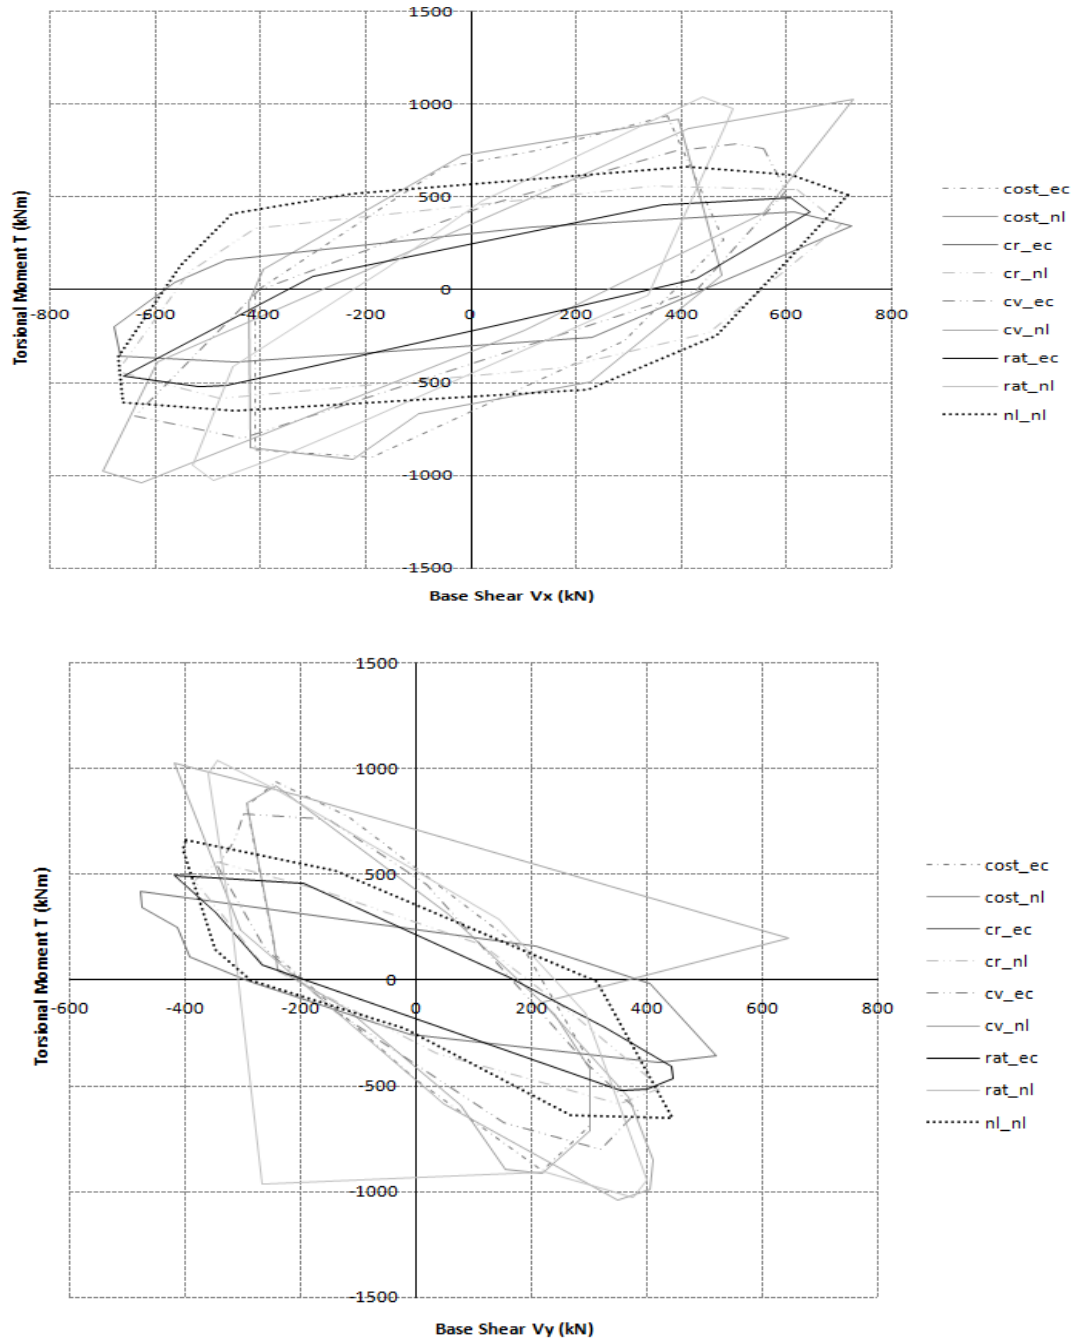 1500
1000
500
0
-500
-1000
-1500
-800
-600
-400
-200
0
200
400
600
800
Torsional Moment T (kNm)
Base Shear Vx (kN)
cost_ec
cost_nl
cr_ec
cr_nl
cv_ec
cv_nl
rat_ec
rat_nl
nl_nl
1500
1000
500
0
-500
-1000
-1500
-600
-400
-200
0
200
400
600
800
Torsional Moment T (kNm)
Base Shear Vy (kN)
cost_ec
cost_nl
cr_ec
cr_nl
cv_ec
cv_nl
rat_ec
rat_nl
nl_nl